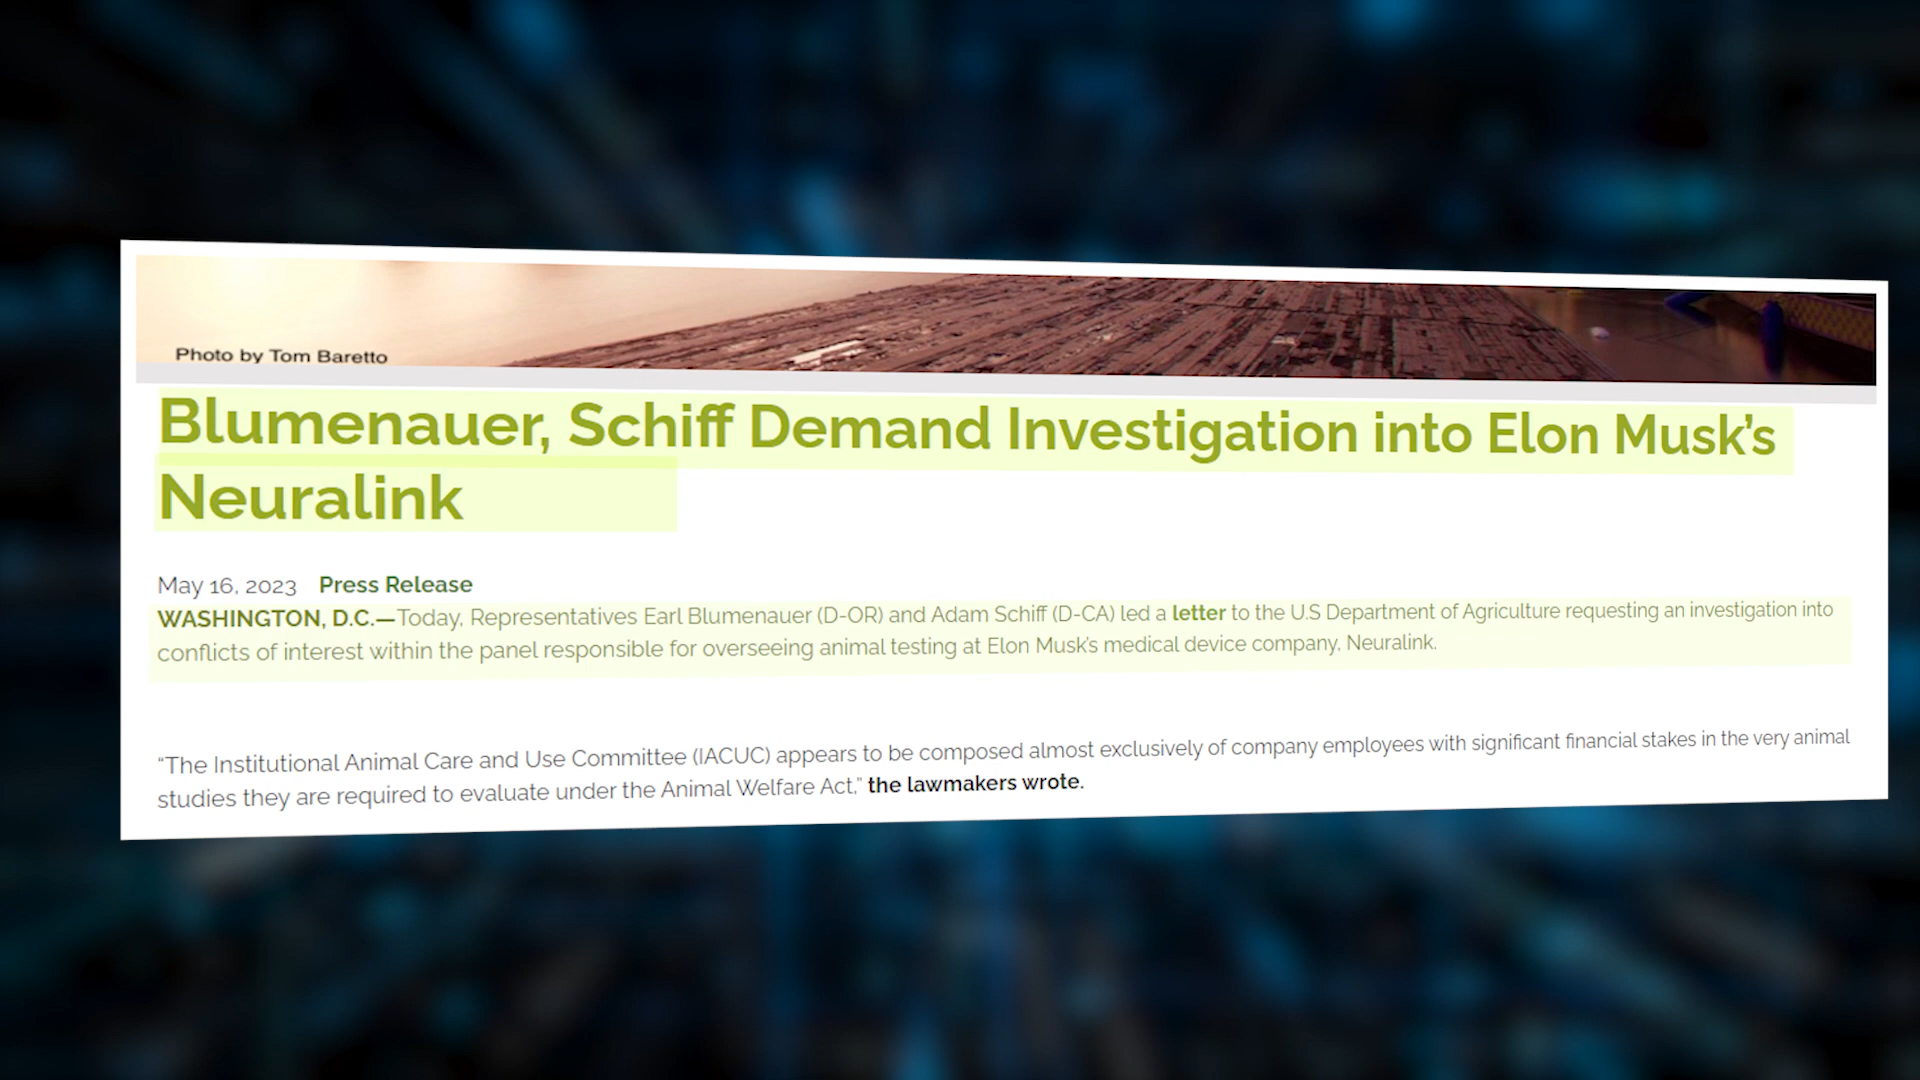 Photo by Tom Baretto
Blumenauer, Schiff Demand Investigation into Elon Musk’s
Neuralink
May 16, 2023 Press Release
WASHINGTON, D.C.—Today, Representatives Earl Blumenauer (D-OR) and Adam Schiff (D-CA) led a letter to the U.S Department of Agriculture requesting an investigation into
conflicts of interest within the panel responsible for overseeing animal testing at Elon Musk’s medical device company, Neuralink.
“The Institutional Animal Care and Use Committee (IACUC) appears to be composed almost exclusively of company employees with significant financial stakes in the very animal
studies they are required to evaluate under the Animal Welfare Act,” the lawmakers wrote.